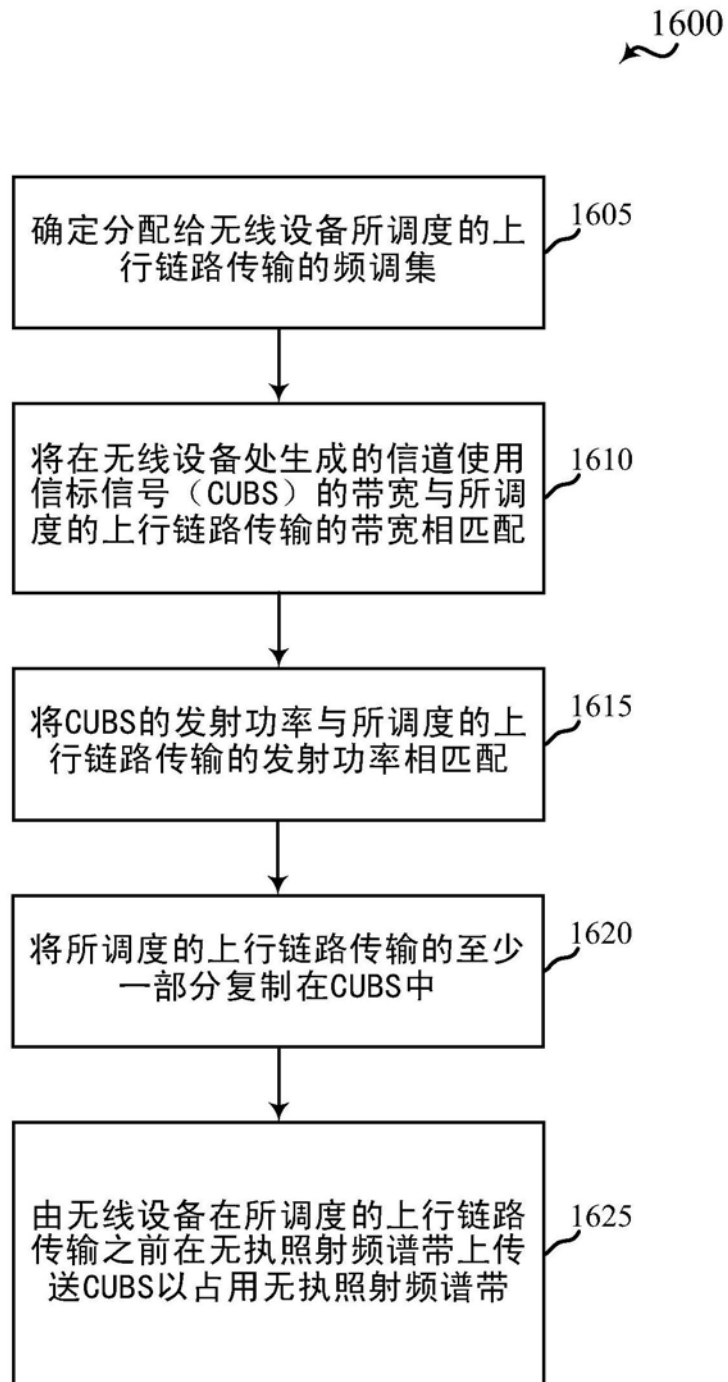 1600
确定分配给无线设备所调度的上
行链路传输的频调集
1605
将在无线设备处生成的信道使用
信标信号（CUBS）的带宽与所调
度的上行链路传输的带宽相匹配
1610
将CUBS的发射功率与所调度的上
行链路传输的发射功率相匹配
1615
将所调度的上行链路传输的至少
一部分复制在CUBS中
1620
由无线设备在所调度的上行链路
传输之前在无执照射频谱带上传
送CUBS以占用无执照射频谱带
1625